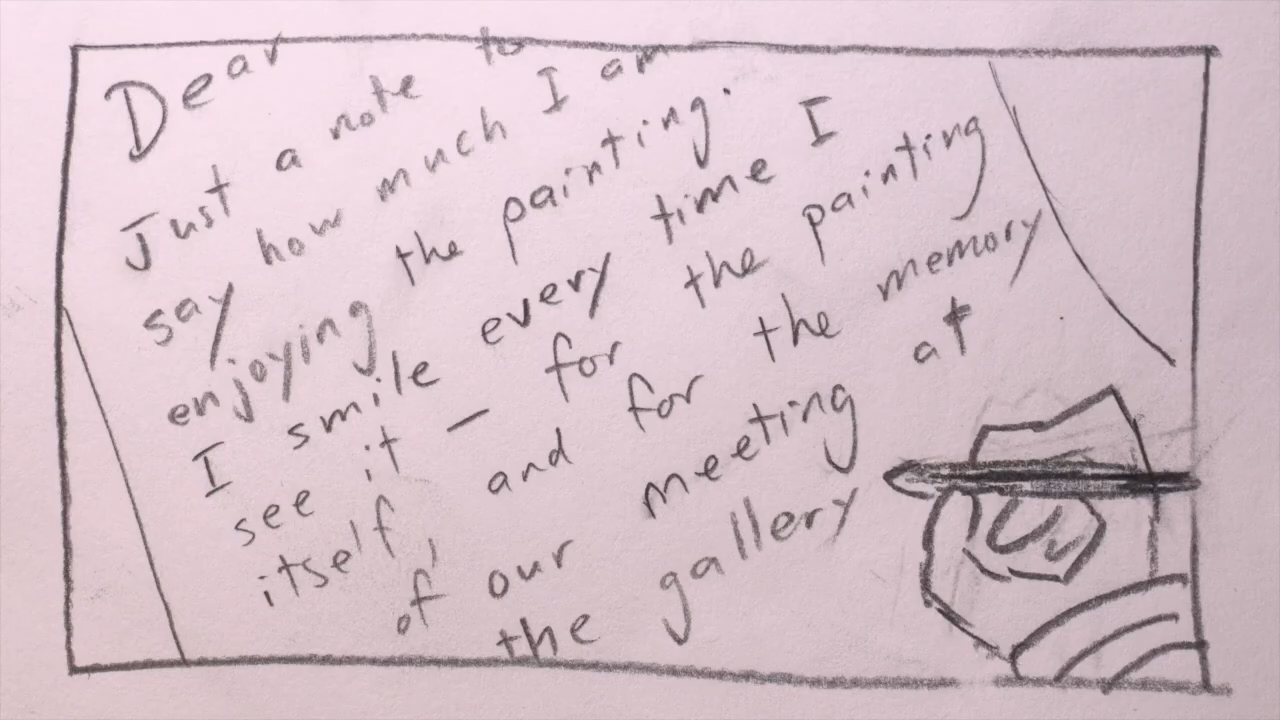 Dear
Just a note to
say how much I am
enjoying the painting.
I smile every time I
see it — for the painting
itself, and for the memory
of our meeting at
the gallery